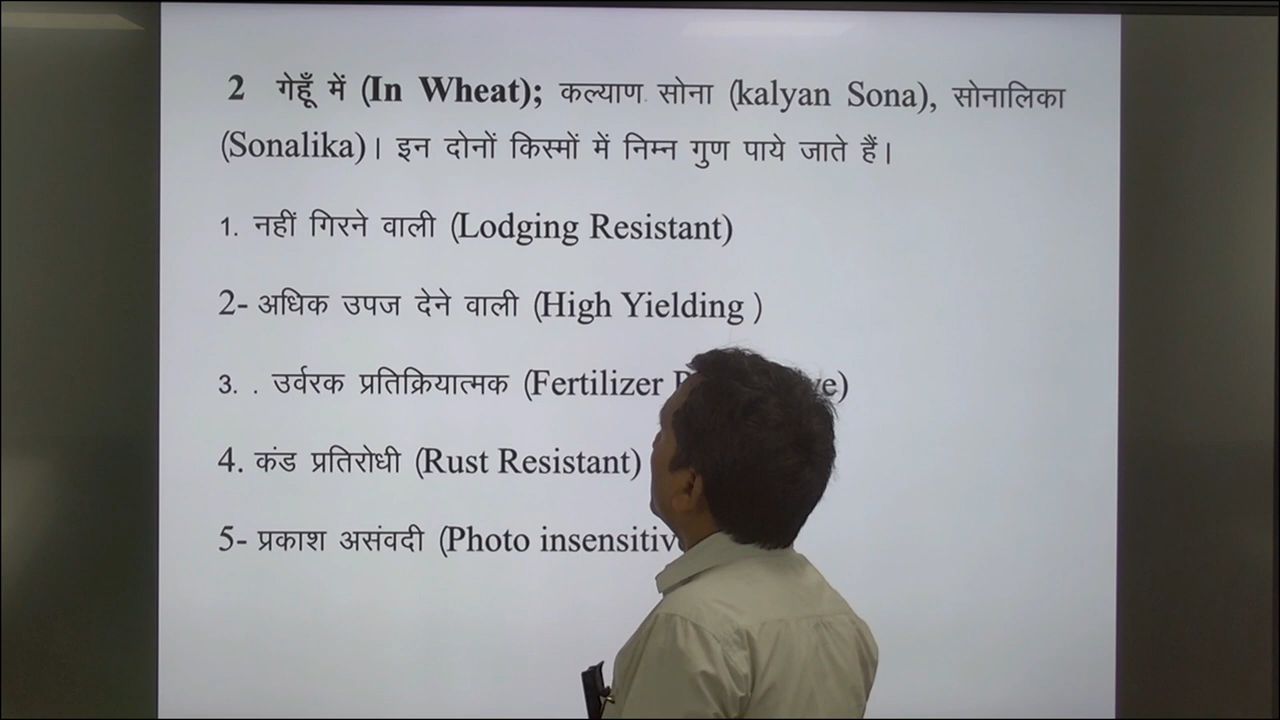 2 गेहूँ में (In Wheat); कल्याण सोना (kalyan Sona), सोनालिका
(Sonalika)। इन दोनों किस्मों में निम्न गुण पाये जाते हैं।
1. नहीं गिरने वाली (Lodging Resistant)
2- अधिक उपज देने वाली (High Yielding )
3. . उर्वरक प्रतिक्रियात्मक (Fertilizer
4. कंड प्रतिरोधी (Rust Resistant)
5- प्रकाश असंवदी (Photo